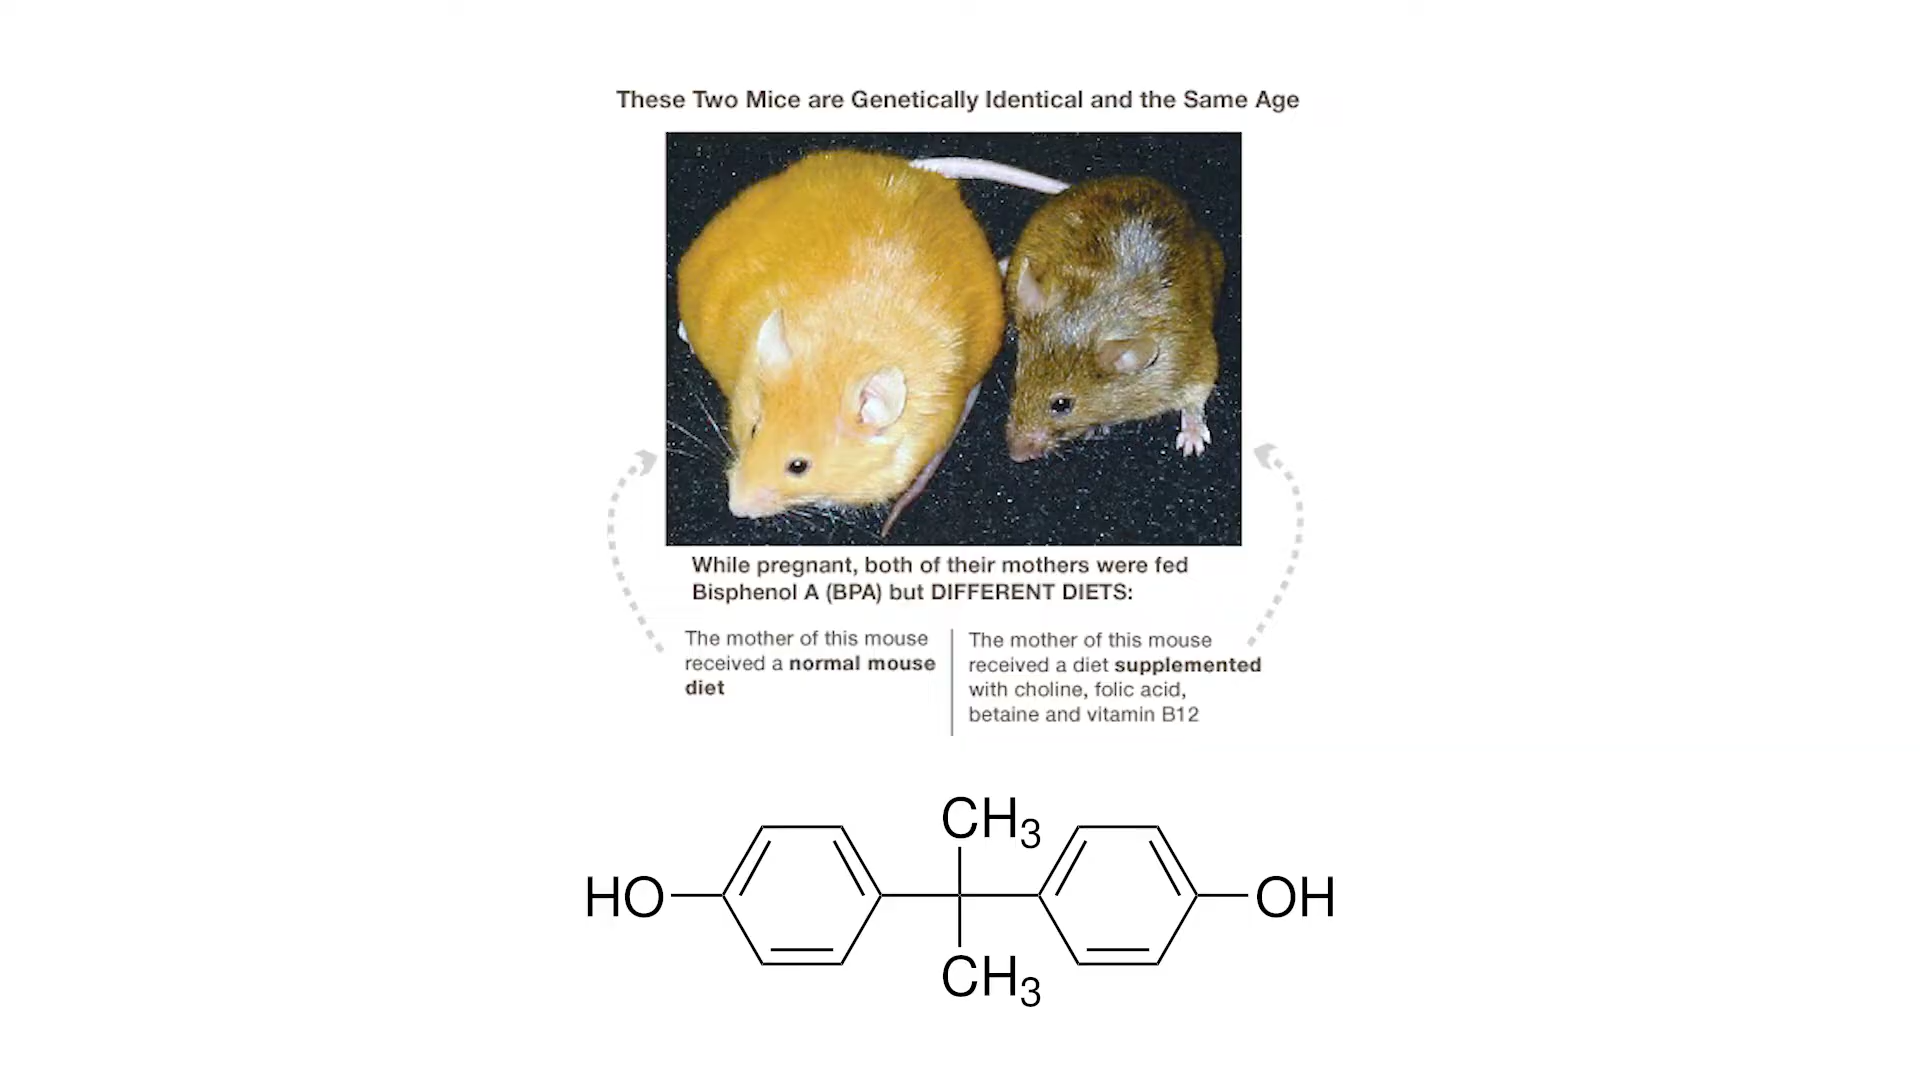 These Two Mice are Genetically Identical and the Same Age
While pregnant, both of their mothers were fed
Bisphenol A (BPA) but DIFFERENT DIETS:
The mother of this mouse
received a normal mouse
diet
The mother of this mouse
received a diet supplemented
with choline, folic acid,
betaine and vitamin B12
CH3
HO
OH
CH3